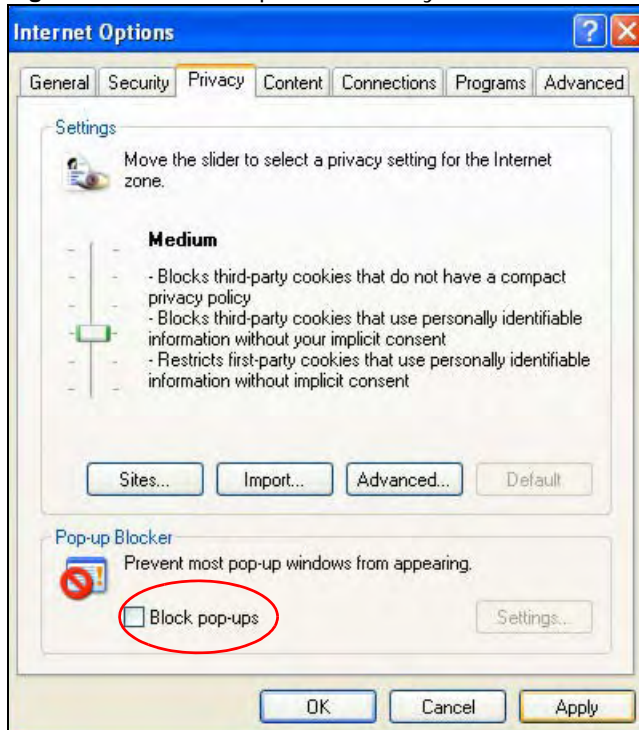 Internet Options
General Security Privacy Content Connections Programs Advanced
Settings
Move the slider to select a privacy setting for the Internet
zone.
Medium
- Blocks third-party cookies that do not have a compact
privacy policy
- Blocks third-party cookies that use personally identifiable
information without your implicit consent
- Restricts first-party cookies that use personally identifiable
information without implicit consent
Sites... Import... Advanced... Default
Pop-up Blocker
Prevent most pop-up windows from appearing.
Block pop-ups Settings...
OK Cancel Apply